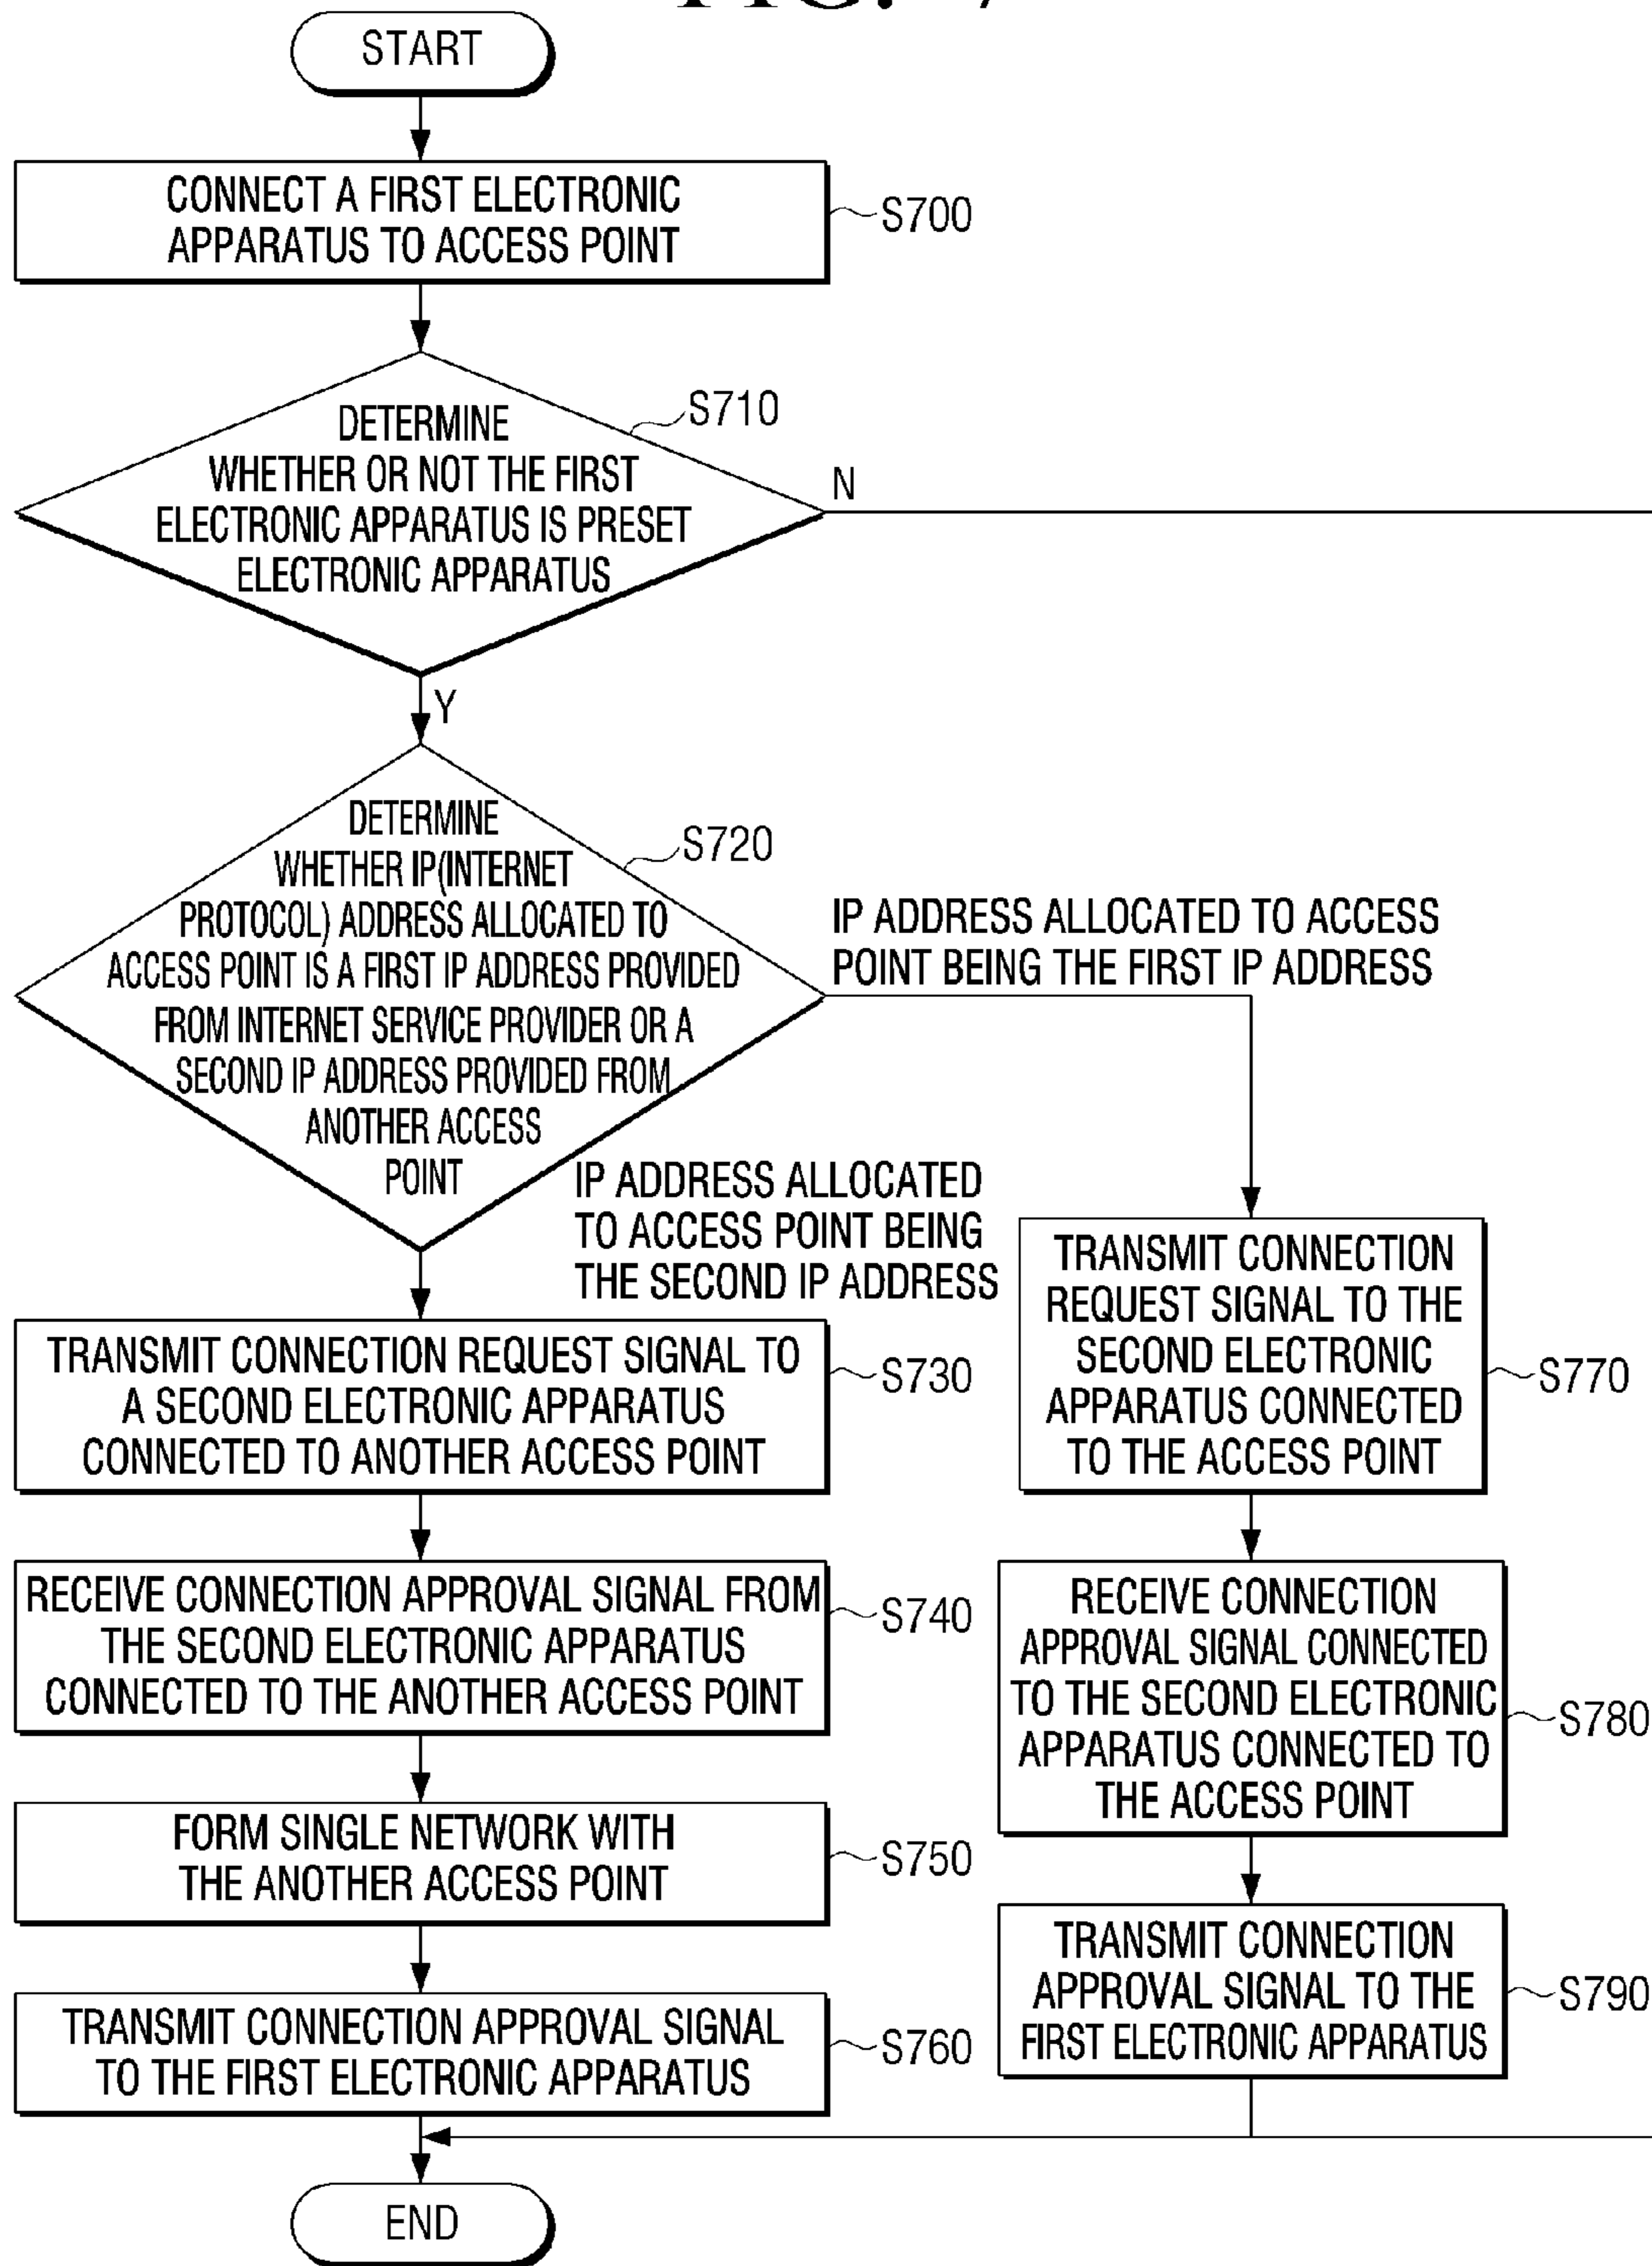 FIG. 7
START
CONNECT A FIRST ELECTRONIC
APPARATUS TO ACCESS POINT
S700
DETERMINE
WHETHER OR NOT THE FIRST
ELECTRONIC APPARATUS IS PRESET
ELECTRONIC APPARATUS
S710
N
Y
DETERMINE
WHETHER IP(INTERNET
PROTOCOL) ADDRESS ALLOCATED TO
ACCESS POINT IS A FIRST IP ADDRESS PROVIDED
FROM INTERNET SERVICE PROVIDER OR A
SECOND IP ADDRESS PROVIDED FROM
ANOTHER ACCESS
POINT
S720
IP ADDRESS ALLOCATED TO ACCESS
POINT BEING THE FIRST IP ADDRESS
IP ADDRESS ALLOCATED
TO ACCESS POINT BEING
THE SECOND IP ADDRESS
TRANSMIT CONNECTION REQUEST SIGNAL TO
A SECOND ELECTRONIC APPARATUS
CONNECTED TO ANOTHER ACCESS POINT
S730
RECEIVE CONNECTION APPROVAL SIGNAL FROM
THE SECOND ELECTRONIC APPARATUS
CONNECTED TO THE ANOTHER ACCESS POINT
S740
FORM SINGLE NETWORK WITH
THE ANOTHER ACCESS POINT
S750
TRANSMIT CONNECTION APPROVAL SIGNAL
TO THE FIRST ELECTRONIC APPARATUS
S760
TRANSMIT CONNECTION
REQUEST SIGNAL TO THE
SECOND ELECTRONIC
APPARATUS CONNECTED
TO THE ACCESS POINT
S770
RECEIVE CONNECTION
APPROVAL SIGNAL CONNECTED
TO THE SECOND ELECTRONIC
APPARATUS CONNECTED TO
THE ACCESS POINT
S780
TRANSMIT CONNECTION
APPROVAL SIGNAL TO THE
FIRST ELECTRONIC APPARATUS
S790
END